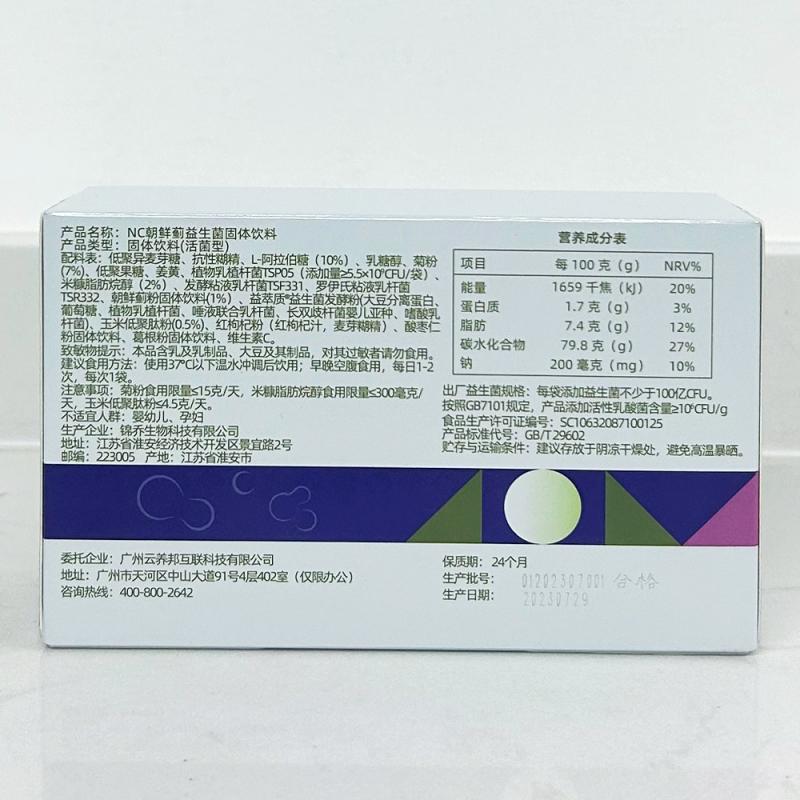 产品名称：NC朝鲜蓟益生菌固体饮料
产品类型：固体饮料(活菌型)
配料表：低聚异麦芽糖、抗性糊精、L-阿拉伯糖（10%）、乳糖醇、菊粉
(7%)、低聚果糖、姜黄、植物乳植杆菌TSP05（添加量≥5.5×10⁶CFU/袋）、
米糠脂肪烷醇（2%）、发酵粘液乳杆菌TSF331、罗伊氏粘液乳杆菌
TSR332、朝鲜蓟粉固体饮料(1%）、益萃质®益生菌发酵粉(大豆分离蛋白、
葡萄糖、植物乳植杆菌、唾液联合乳杆菌、长双歧杆菌婴儿亚种、嗜酸乳
杆菌)、玉米低聚肽粉(0.5%)、红枸杞粉（红枸杞汁，麦芽糊精）、酸枣仁
粉固体饮料、葛根粉固体饮料、维生素C。
致敏物提示：本品含乳及乳制品、大豆及其制品，对其过敏者请勿食用。
建议食用方法：使用37℃以下温水冲调后饮用；早晚空腹食用，每日1-2
次，每次1袋。
注意事项：菊粉食用限量≤15克/天，米糠脂肪烷醇食用限量≤300毫克/
天，玉米低聚肽粉≤4.5克/天。
不适宜人群：婴幼儿、孕妇
生产企业：锦乔生物科技有限公司
地址：江苏省淮安经济技术开发区景宜路2号
邮编：223005 产地：江苏省淮安市
营养成分表
项目 每 100 克（g） NRV%
能量 1659 千焦（kJ） 20%
蛋白质 1.7 克（g） 3%
脂肪 7.4 克（g） 12%
碳水化合物 79.8 克（g） 27%
钠 200 毫克（mg） 10%
出厂益生菌规格：每袋添加益生菌不少于100亿CFU。
按照GB7101规定，产品添加活性乳酸菌含量≥10⁶CFU/g
食品生产许可证编号：SC10632087100125
产品标准代号：GB/T29602
贮存与运输条件：建议存放于阴凉干燥处，避免高温暴晒。
委托企业：广州云养邦互联科技有限公司
地址：广州市天河区中山大道91号4层402室（仅限办公）
咨询热线：400-800-2642
保质期：24个月
生产批号：01202307001 合格
生产日期：20230729